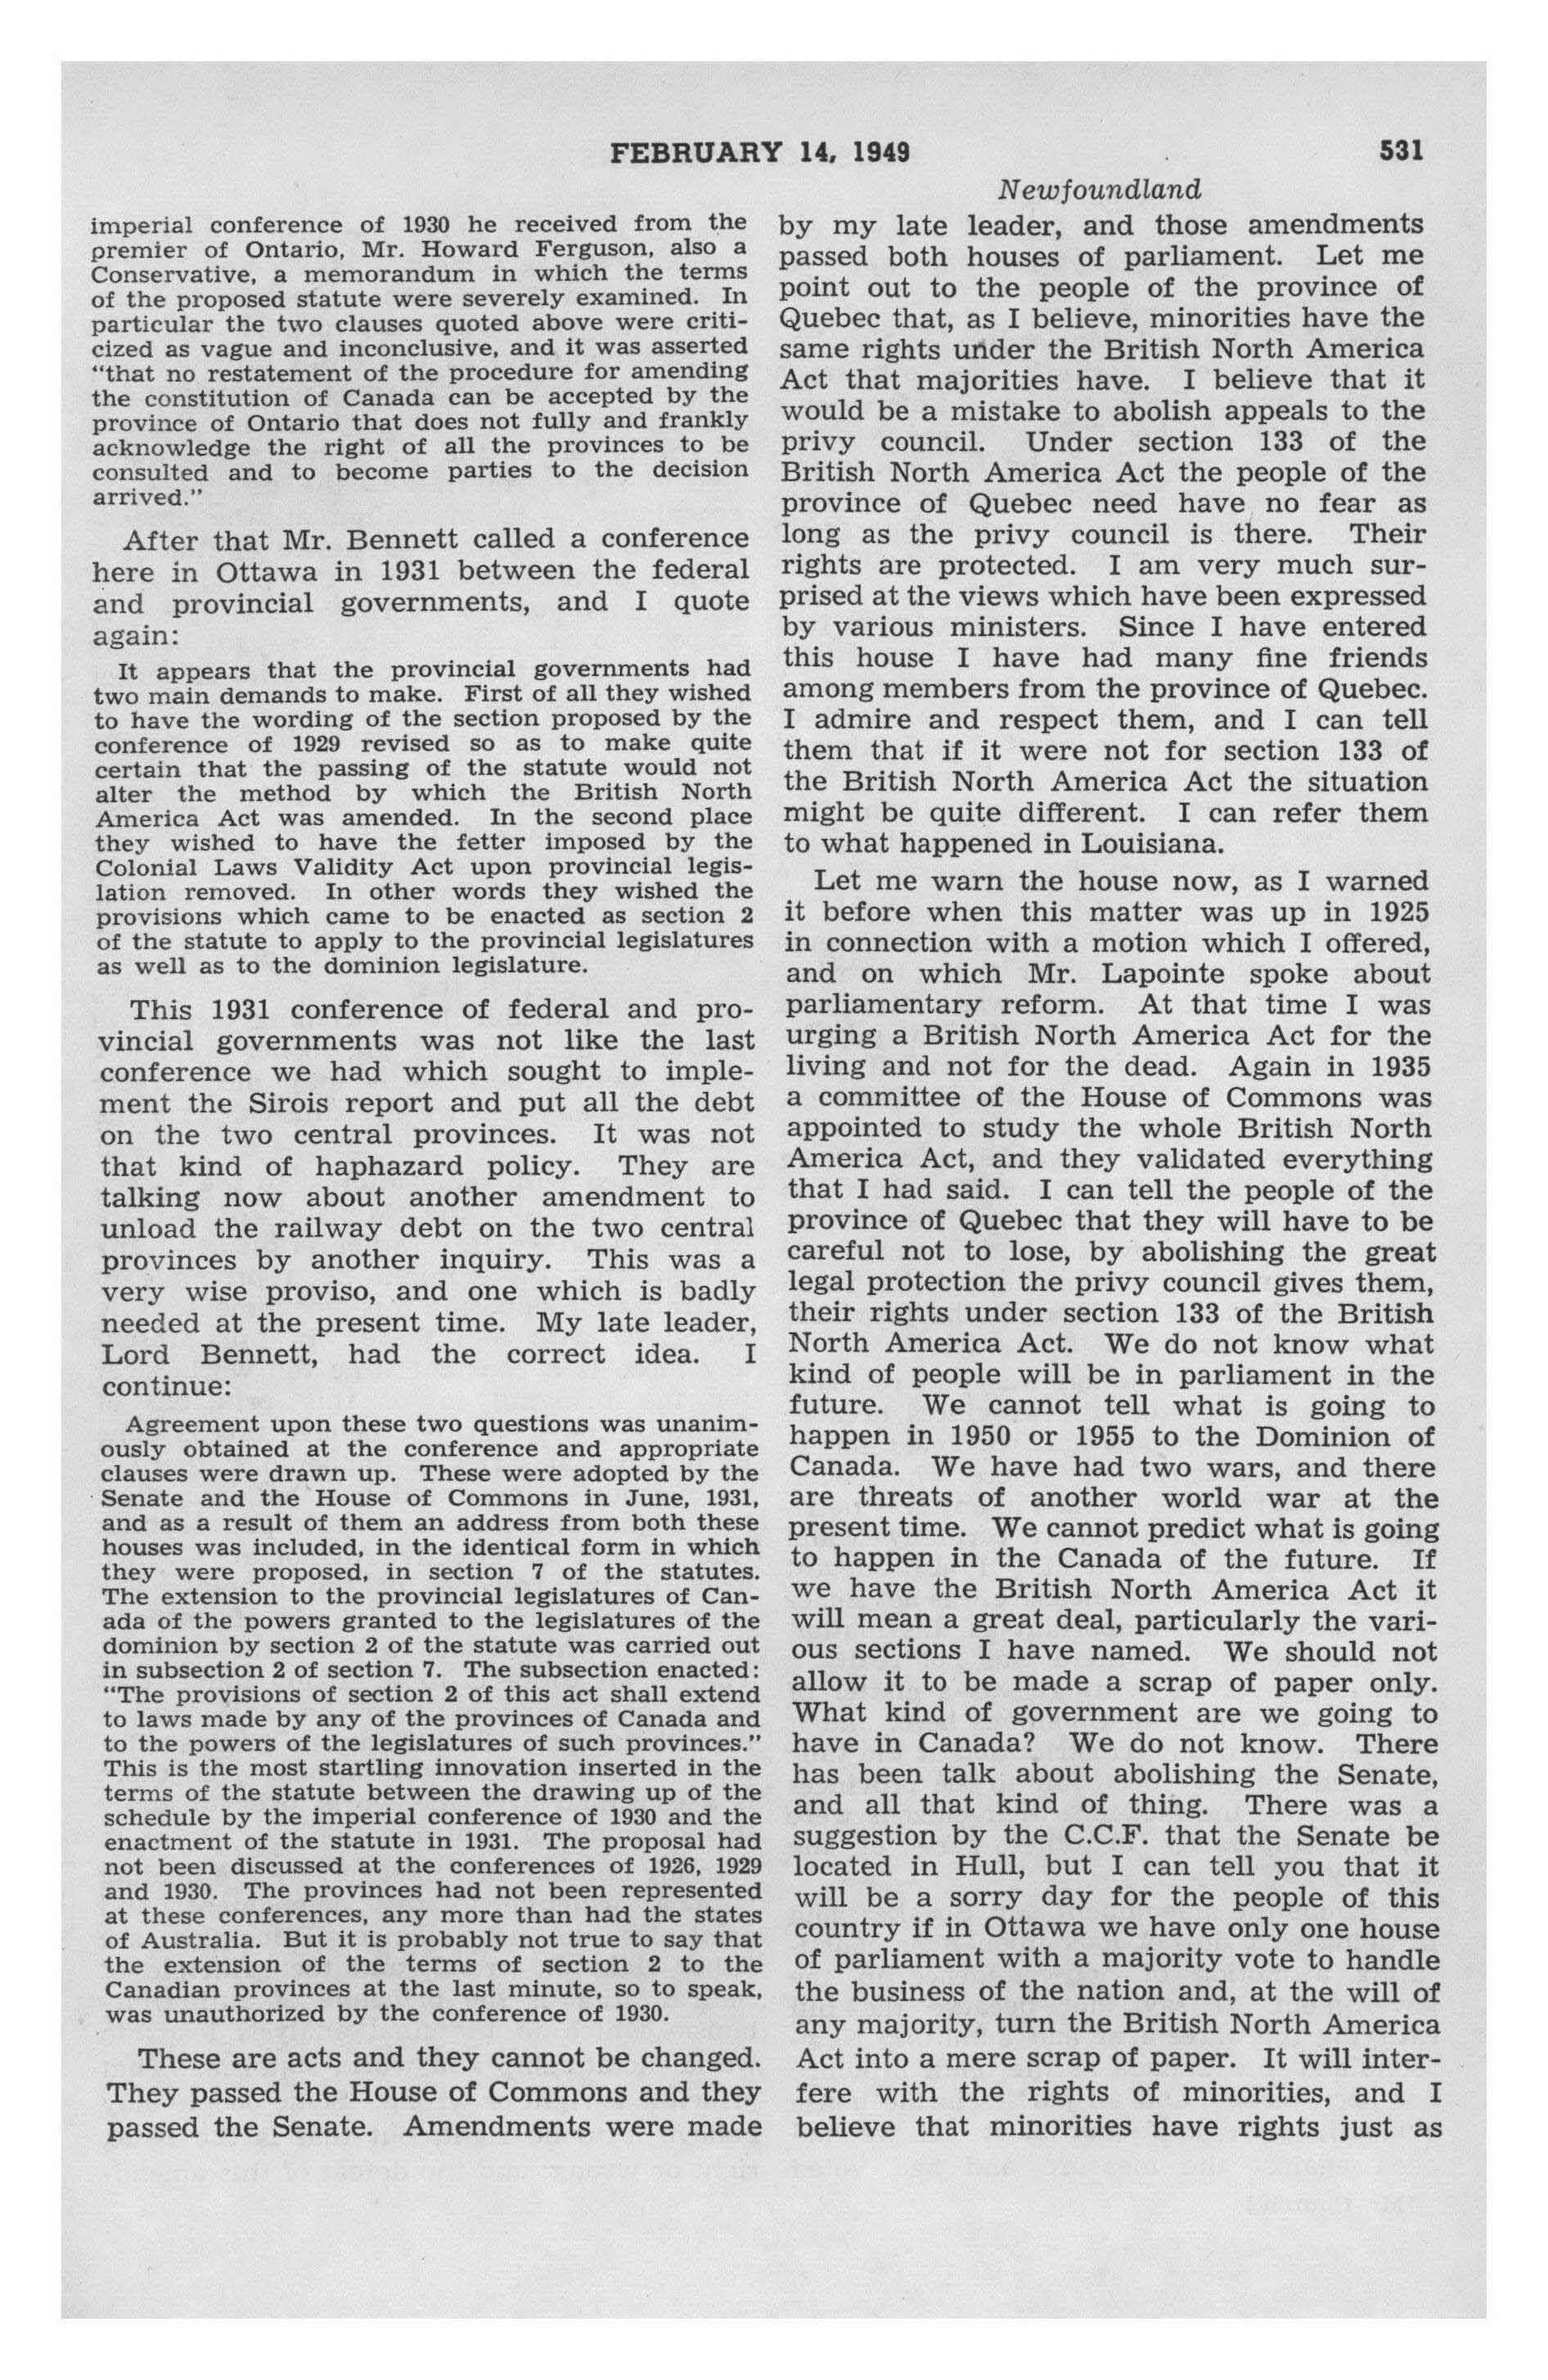 FEBRUARY 14, 1949
531
Newfoundland
imperial conference of 1930 he received from the
premier of Ontario, Mr. Howard Ferguson, also a
Conservative, a memorandum in which the terms
of the proposed statute were severely examined. In
particular the two clauses quoted above were criti-
cized as vague and inconclusive, and it was asserted
"that no restatement of the procedure for amending
the constitution of Canada can be accepted by the
province of Ontario that does not fully and frankly
acknowledge the right of all the provinces to be
consulted and to become parties to the decision
arrived."
After that Mr. Bennett called a conference
here in Ottawa in 1931 between the federal
and provincial governments, and I quote
again:
It appears that the provincial governments had
two main demands to make. First of all they wished
to have the wording of the section proposed by the
conference of 1929 revised so as to make quite
certain that the passing of the statute would not
alter the method by which the British North
America Act was amended. In the second place
they wished to have the fetter imposed by the
Colonial Laws Validity Act upon provincial legis-
lation removed. In other words they wished the
provisions which came to be enacted as section 2
of the statute to apply to the provincial legislatures
as well as to the dominion legislature.
This 1931 conference of federal and pro-
vincial governments was not like the last
conference we had which sought to imple-
ment the Sirois report and put all the debt
on the two central provinces. It was not
that kind of haphazard policy. They are
talking now about another amendment to
unload the railway debt on the two central
provinces by another inquiry. This was a
very wise proviso, and one which is badly
needed at the present time. My late leader,
Lord Bennett, had the correct idea. I
continue:
Agreement upon these two questions was unanim-
ously obtained at the conference and appropriate
clauses were drawn up. These were adopted by the
Senate and the House of Commons in June, 1931,
and as a result of them an address from both these
houses was included, in the identical form in which
they were proposed, in section 7 of the statutes.
The extension to the provincial legislatures of Can-
ada of the powers granted to the legislatures of the
dominion by section 2 of the statute was carried out
in subsection 2 of section 7. The subsection enacted:
"The provisions of section 2 of this act shall extend
to laws made by any of the provinces of Canada and
to the powers of the legislatures of such provinces."
This is the most startling innovation inserted in the
terms of the statute between the drawing up of the
schedule by the imperial conference of 1930 and the
enactment of the statute in 1931. The proposal had
not been discussed at the conferences of 1926, 1929
and 1930. The provinces had not been represented
at these conferences, any more than had the states
of Australia. But it is probably not true to say that
the extension of the terms of section 2 to the
Canadian provinces at the last minute, so to speak,
was unauthorized by the conference of 1930.
These are acts and they cannot be changed.
They passed the House of Commons and they
passed the Senate. Amendments were made
by my late leader, and those amendments
passed both houses of parliament. Let me
point out to the people of the province of
Quebec that, as I believe, minorities have the
same rights under the British North America
Act that majorities have. I believe that it
would be a mistake to abolish appeals to the
privy council. Under section 133 of the
British North America Act the people of the
province of Quebec need have no fear as
long as the privy council is there. Their
rights are protected. I am very much sur-
prised at the views which have been expressed
by various ministers. Since I have entered
this house I have had many fine friends
among members from the province of Quebec.
I admire and respect them, and I can tell
them that if it were not for section 133 of
the British North America Act the situation
might be quite different. I can refer them
to what happened in Louisiana.
Let me warn the house now, as I warned
it before when this matter was up in 1925
in connection with a motion which I offered,
and on which Mr. Lapointe spoke about
parliamentary reform. At that time I was
urging a British North America Act for the
living and not for the dead. Again in 1935
a committee of the House of Commons was
appointed to study the whole British North
America Act, and they validated everything
that I had said. I can tell the people of the
province of Quebec that they will have to be
careful not to lose, by abolishing the great
legal protection the privy council gives them,
their rights under section 133 of the British
North America Act. We do not know what
kind of people will be in parliament in the
future. We cannot tell what is going to
happen in 1950 or 1955 to the Dominion of
Canada. We have had two wars, and there
are threats of another world war at the
present time. We cannot predict what is going
to happen in the Canada of the future. If
we have the British North America Act it
will mean a great deal, particularly the vari-
ous sections I have named. We should not
allow it to be made a scrap of paper only.
What kind of government are we going to
have in Canada? We do not know. There
has been talk about abolishing the Senate,
and all that kind of thing. There was a
suggestion by the C.C.F. that the Senate be
located in Hull, but I can tell you that it
will be a sorry day for the people of this
country if in Ottawa we have only one house
of parliament with a majority vote to handle
the business of the nation and, at the will of
any majority, turn the British North America
Act into a mere scrap of paper. It will inter-
fere with the rights of minorities, and I
believe that minorities have rights just as